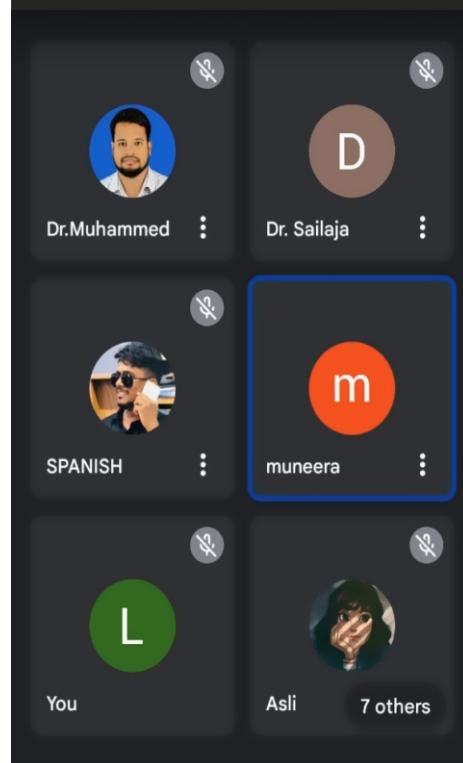 D
Dr.Muhammed
Dr. Sailaja
m
SPANISH
muneera
L
You
Asli
7 others